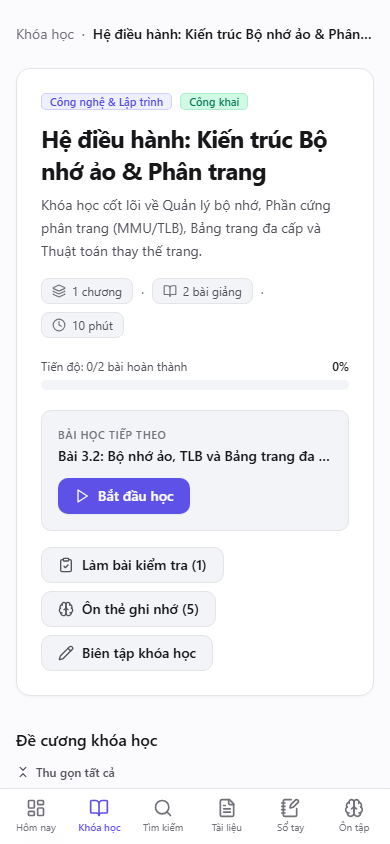 Khóa học · Hệ điều hành: Kiến trúc Bộ nhớ ảo & Phân...
Công nghệ & Lập trình Công khai
Hệ điều hành: Kiến trúc Bộ
nhớ ảo & Phân trang
Khóa học cốt lõi về Quản lý bộ nhớ, Phần cứng
phân trang (MMU/TLB), Bảng trang đa cấp và
Thuật toán thay thế trang.
1 chương · 2 bài giảng ·
10 phút
Tiến độ: 0/2 bài hoàn thành 0%
BÀI HỌC TIẾP THEO
Bài 3.2: Bộ nhớ ảo, TLB và Bảng trang đa ...
Bắt đầu học
Làm bài kiểm tra (1)
Ôn thẻ ghi nhớ (5)
Biên tập khóa học
Đề cương khóa học
Thu gọn tất cả
Hôm nay Khóa học Tìm kiếm Tài liệu Sổ tay Ôn tập